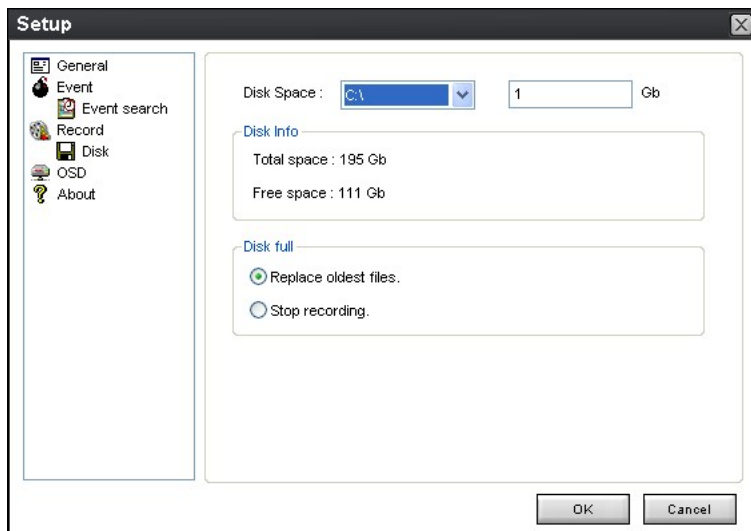 Setup
General
Event
Event search
Record
Disk
OSD
About
Disk Space : C:\ 1 Gb
Disk Info
Total space : 195 Gb
Free space : 111 Gb
Disk full
Replace oldest files.
Stop recording.
OK Cancel